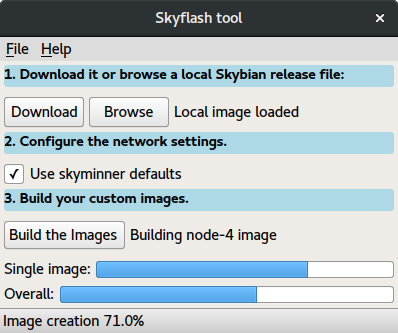 Skyflash tool ×
File Help
1. Download it or browse a local Skybian release file:
Download Browse Local image loaded
2. Configure the network settings.
✓ Use skyminner defaults
3. Build your custom images.
Build the Images Building node-4 image
Single image:
Overall:
Image creation 71.0%